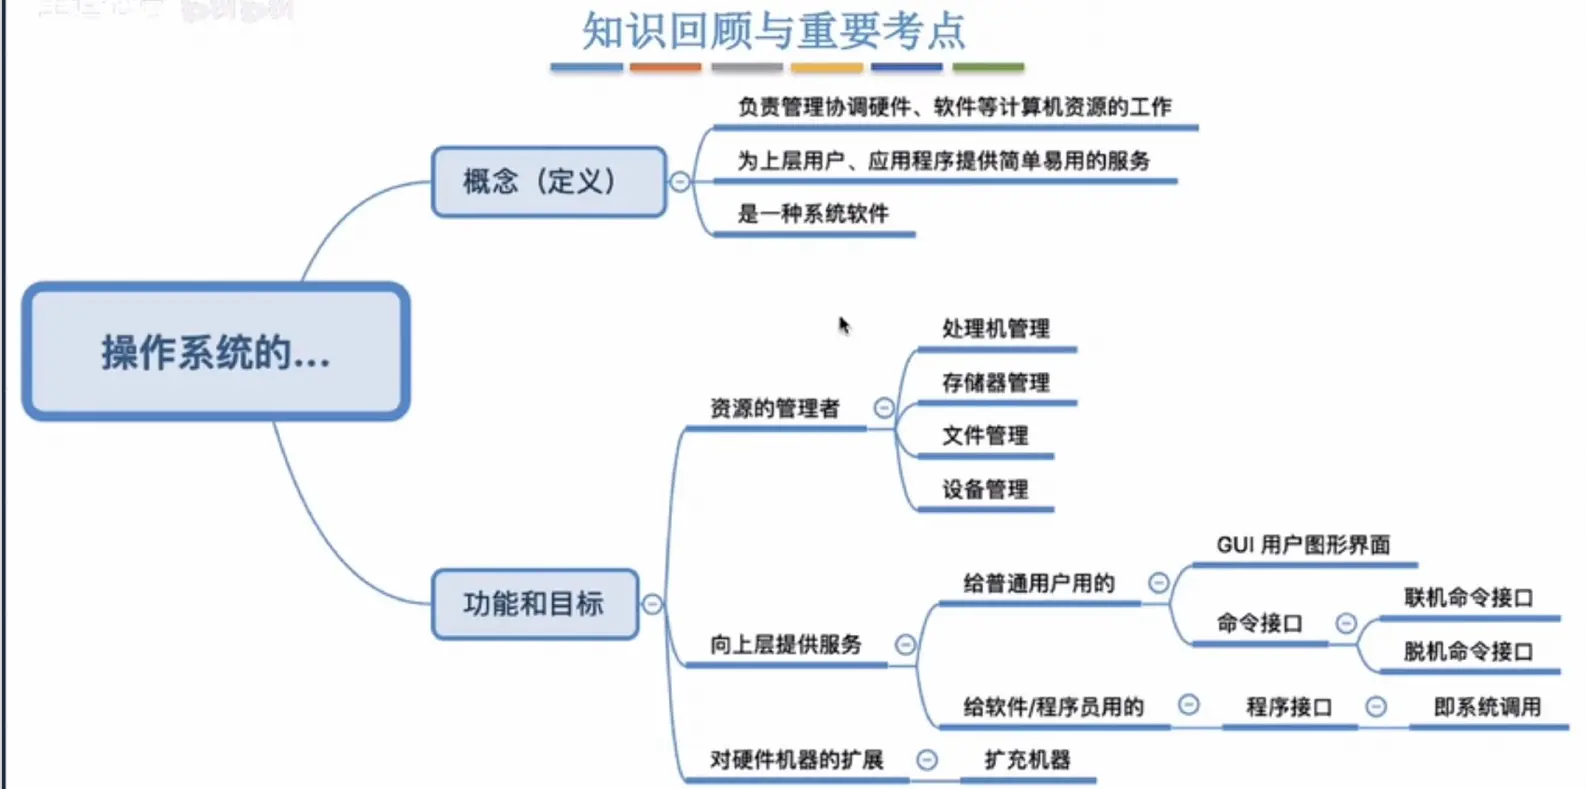 知识回顾与重要考点
负责管理协调硬件、软件等计算机资源的工作
概念（定义）
为上层用户、应用程序提供简单易用的服务
是一种系统软件
操作系统的...
处理机管理
存储器管理
资源的管理者
文件管理
设备管理
功能和目标
GUI 用户图形界面
给普通用户用的
联机命令接口
命令接口
脱机命令接口
向上层提供服务
给软件/程序员用的
程序接口
即系统调用
对硬件机器的扩展
扩充机器